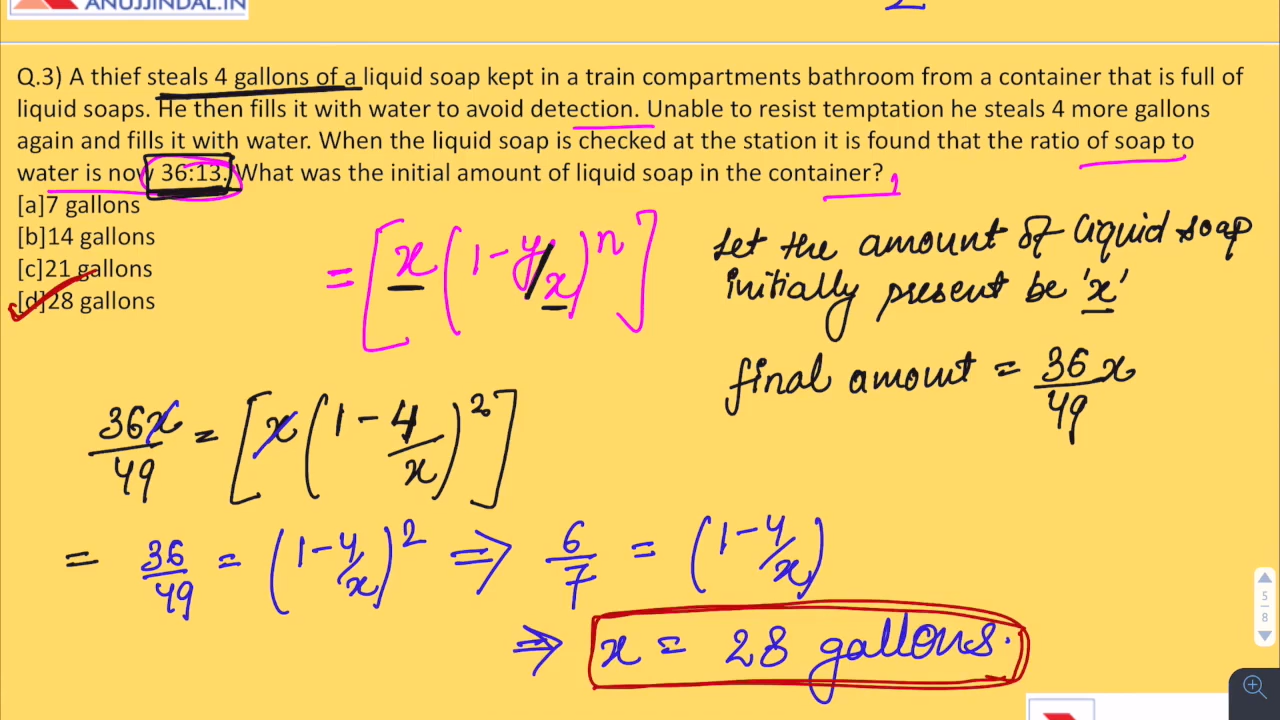 ANUJJINDAL.IN
Q.3) A thief steals 4 gallons of a liquid soap kept in a train compartments bathroom from a container that is full of
liquid soaps. He then fills it with water to avoid detection. Unable to resist temptation he steals 4 more gallons
again and fills it with water. When the liquid soap is checked at the station it is found that the ratio of soap to
water is now 36:13. What was the initial amount of liquid soap in the container?
[a]7 gallons
[b]14 gallons
[c]21 gallons
[d]28 gallons
= [x(1-y/x)^n]
Let the amount of liquid soap
initially present be 'x'
final amount = 36/49 x
36x/49 = [x(1-4/x)^2]
= 36/49 = (1-4/x)^2 ⇒ 6/7 = (1-4/x)
⇒ x = 28 gallons.
5
8